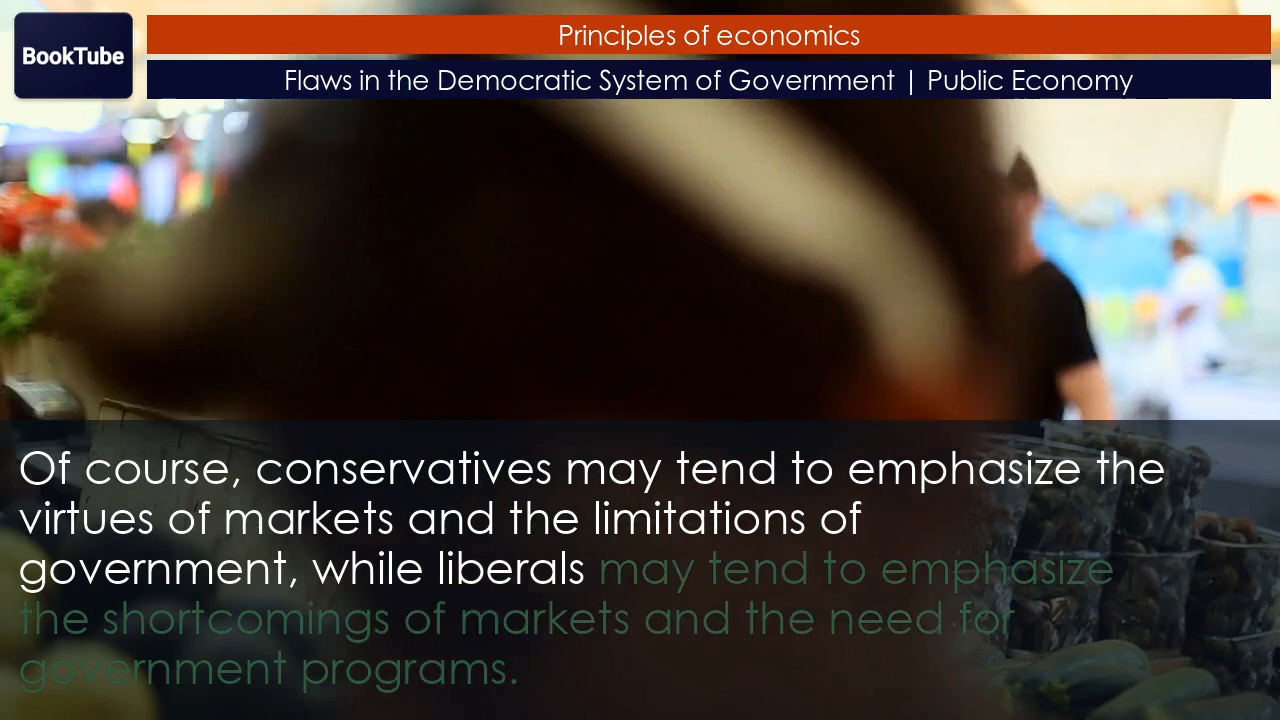 BookTube
Principles of economics
Flaws in the Democratic System of Government | Public Economy
Of course, conservatives may tend to emphasize the
virtues of markets and the limitations of
government, while liberals may tend to emphasize
the shortcomings of markets and the need for
government programs.